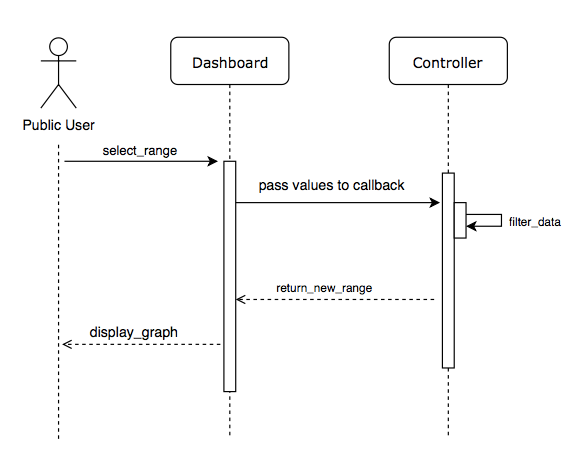 Dashboard
Controller
Public User
select_range
pass values to callback
filter_data
return_new_range
display_graph